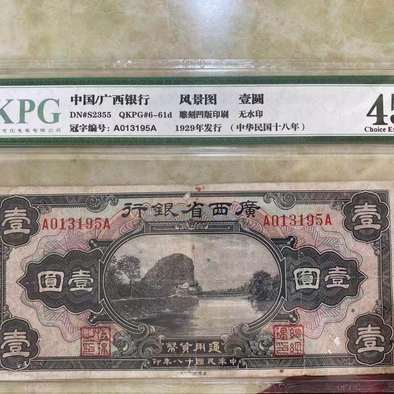 KPG 中国/广西银行 风景图 壹圆 45
DN#S2355 QKPG#6-61d 雕刻凹版印刷 无水印
冠字编号: A013195A 1929年发行 (中华民国十八年) Choice Ex
壹 行銀省西廣 壹
A013195A A013195A
圓壹 圓壹
幣貨用通
印年八十國民華中
壹 壹